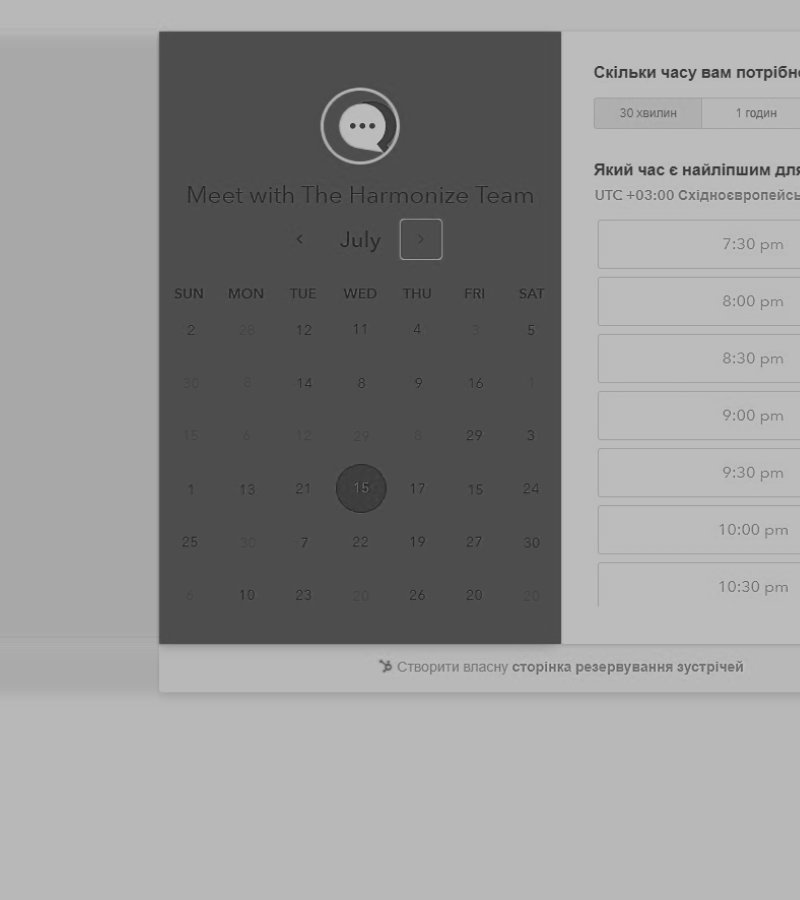 Meet with The Harmonize Team
July
SUN MON TUE WED THU FRI SAT
2 26 12 11 4 3 5
30 8 14 8 9 16 1
15 6 12 29 8 29 3
1 13 21 15 17 15 24
25 30 7 22 19 27 30
6 10 23 20 26 20 20
Скільки часу вам потрібно
30 хвилин 1 годин
Який час є найліпшим для
UTC +03:00 Східноєвропейсь
7:30 pm
8:00 pm
8:30 pm
9:00 pm
9:30 pm
10:00 pm
10:30 pm
Створити власну сторінка резервування зустрічей